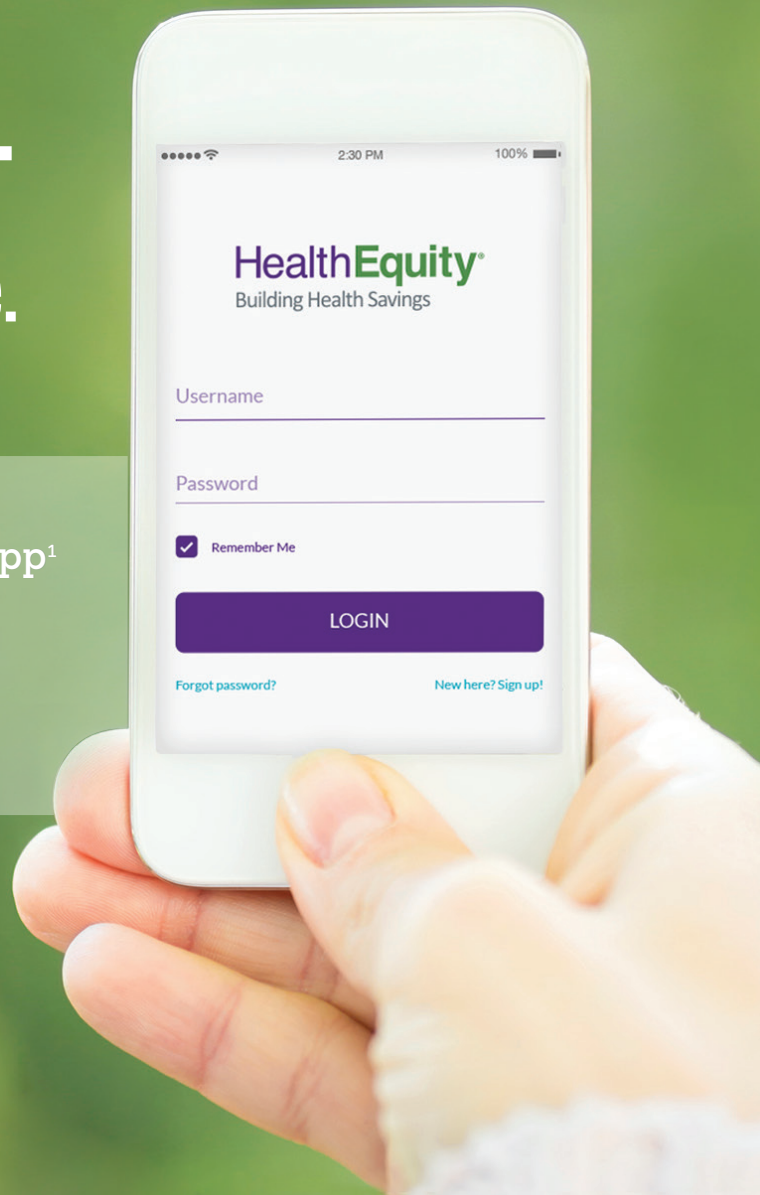 2:30 PM 100%
HealthEquity®
Building Health Savings
Username
Password
Remember Me
LOGIN
Forgot password? New here? Sign up!